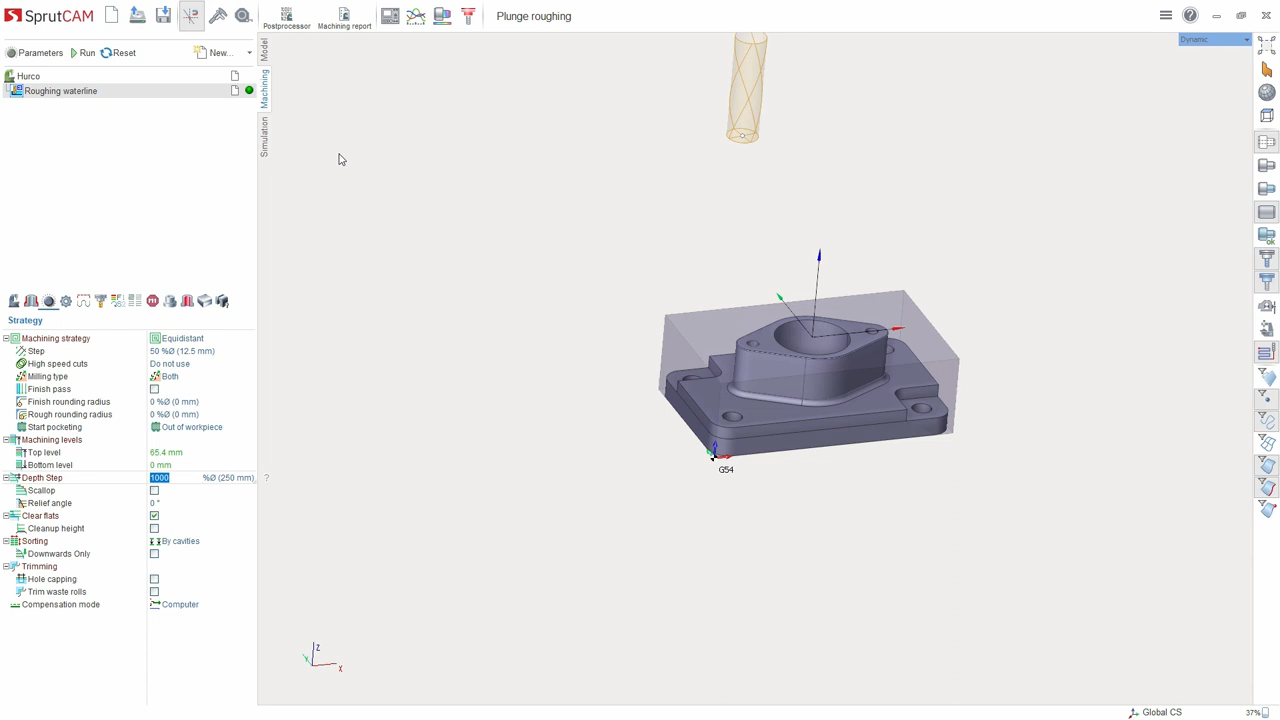 SprutCAM
Postprocessor
Machining report
Plunge roughing
Parameters
Run
Reset
New...
Hurco
Roughing waterline
Model
Machining
Simulation
Dynamic
Strategy
Machining strategy Equidistant
Step 50 %Ø (12.5 mm)
High speed cuts Do not use
Milling type Both
Finish pass
Finish rounding radius 0 %Ø (0 mm)
Rough rounding radius 0 %Ø (0 mm)
Start pocketing Out of workpiece
Machining levels
Top level 65.4 mm
Bottom level 0 mm
Depth Step 1000 %Ø (250 mm) ?
Scallop
Relief angle 0 °
Clear flats
Cleanup height
Sorting By cavities
Downwards Only
Trimming
Hole capping
Trim waste rolls
Compensation mode Computer
G54
Z
Y
X
ok
Global CS
37%